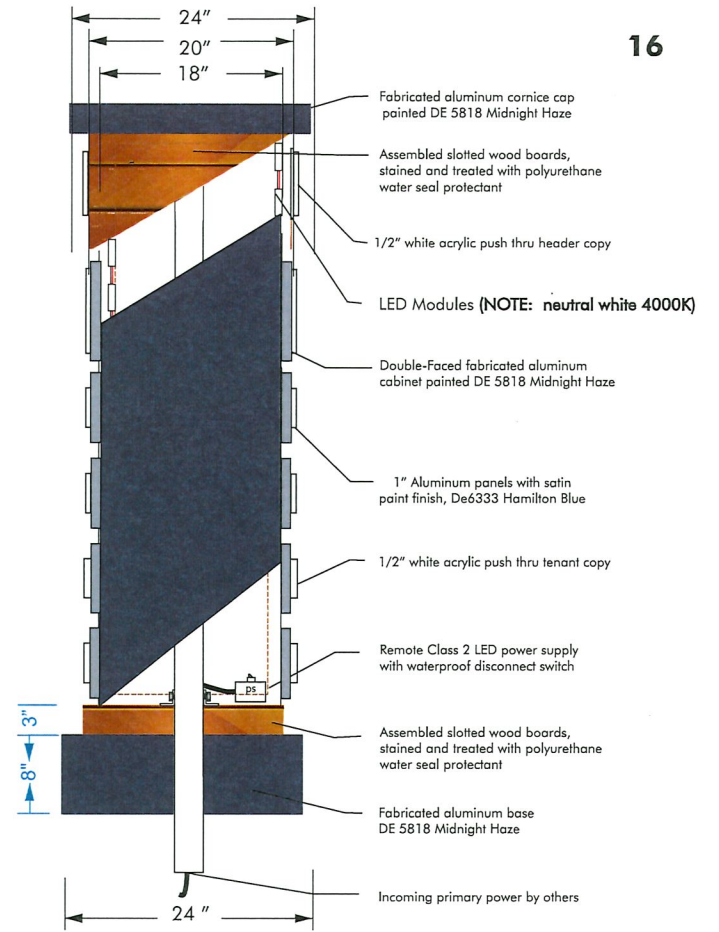 24"
20"
18"
16
Fabricated aluminum cornice cap
painted DE 5818 Midnight Haze
Assembled slotted wood boards,
stained and treated with polyurethane
water seal protectant
1/2" white acrylic push thru header copy
LED Modules (NOTE: neutral white 4000K)
Double-Faced fabricated aluminum
cabinet painted DE 5818 Midnight Haze
1" Aluminum panels with satin
paint finish, De6333 Hamilton Blue
1/2" white acrylic push thru tenant copy
Remote Class 2 LED power supply
with waterproof disconnect switch
ps
3"
Assembled slotted wood boards,
stained and treated with polyurethane
water seal protectant
8"
Fabricated aluminum base
DE 5818 Midnight Haze
Incoming primary power by others
24 "